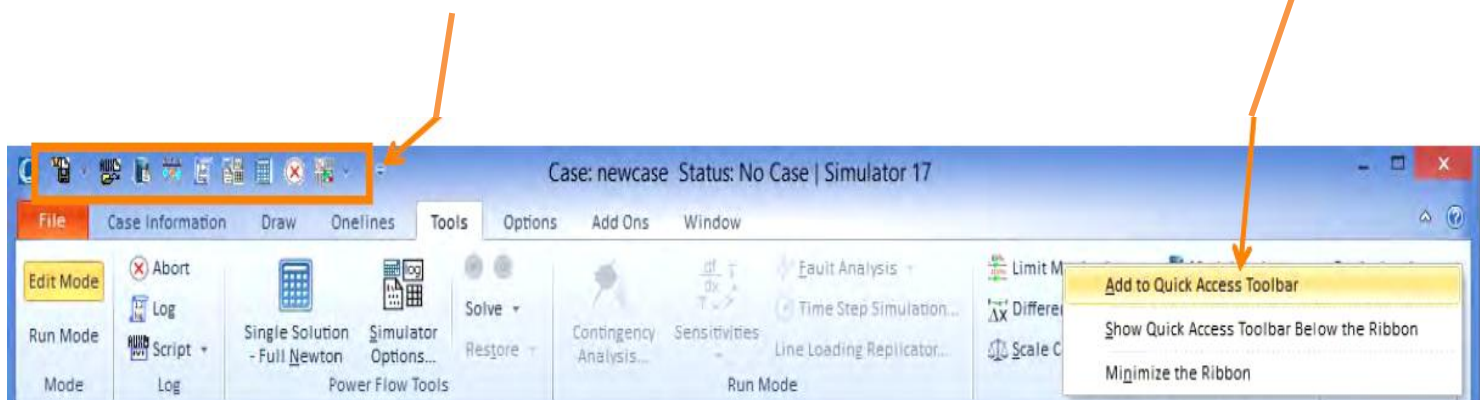 Case: newcase Status: No Case | Simulator 17
File Case Information Draw Onelines Tools Options Add Ons Window
Edit Mode
Run Mode
Mode
Abort
Log
Script
Log
Single Solution
- Full Newton
Simulator
Options...
Power Flow Tools
log
Solve
Restore
Contingency
Analysis...
Sensitivities
Fault Analysis
Time Step Simulation...
Line Loading Replicator...
Run Mode
Limit M
ΔX Differe
Scale C
Add to Quick Access Toolbar
Show Quick Access Toolbar Below the Ribbon
Minimize the Ribbon